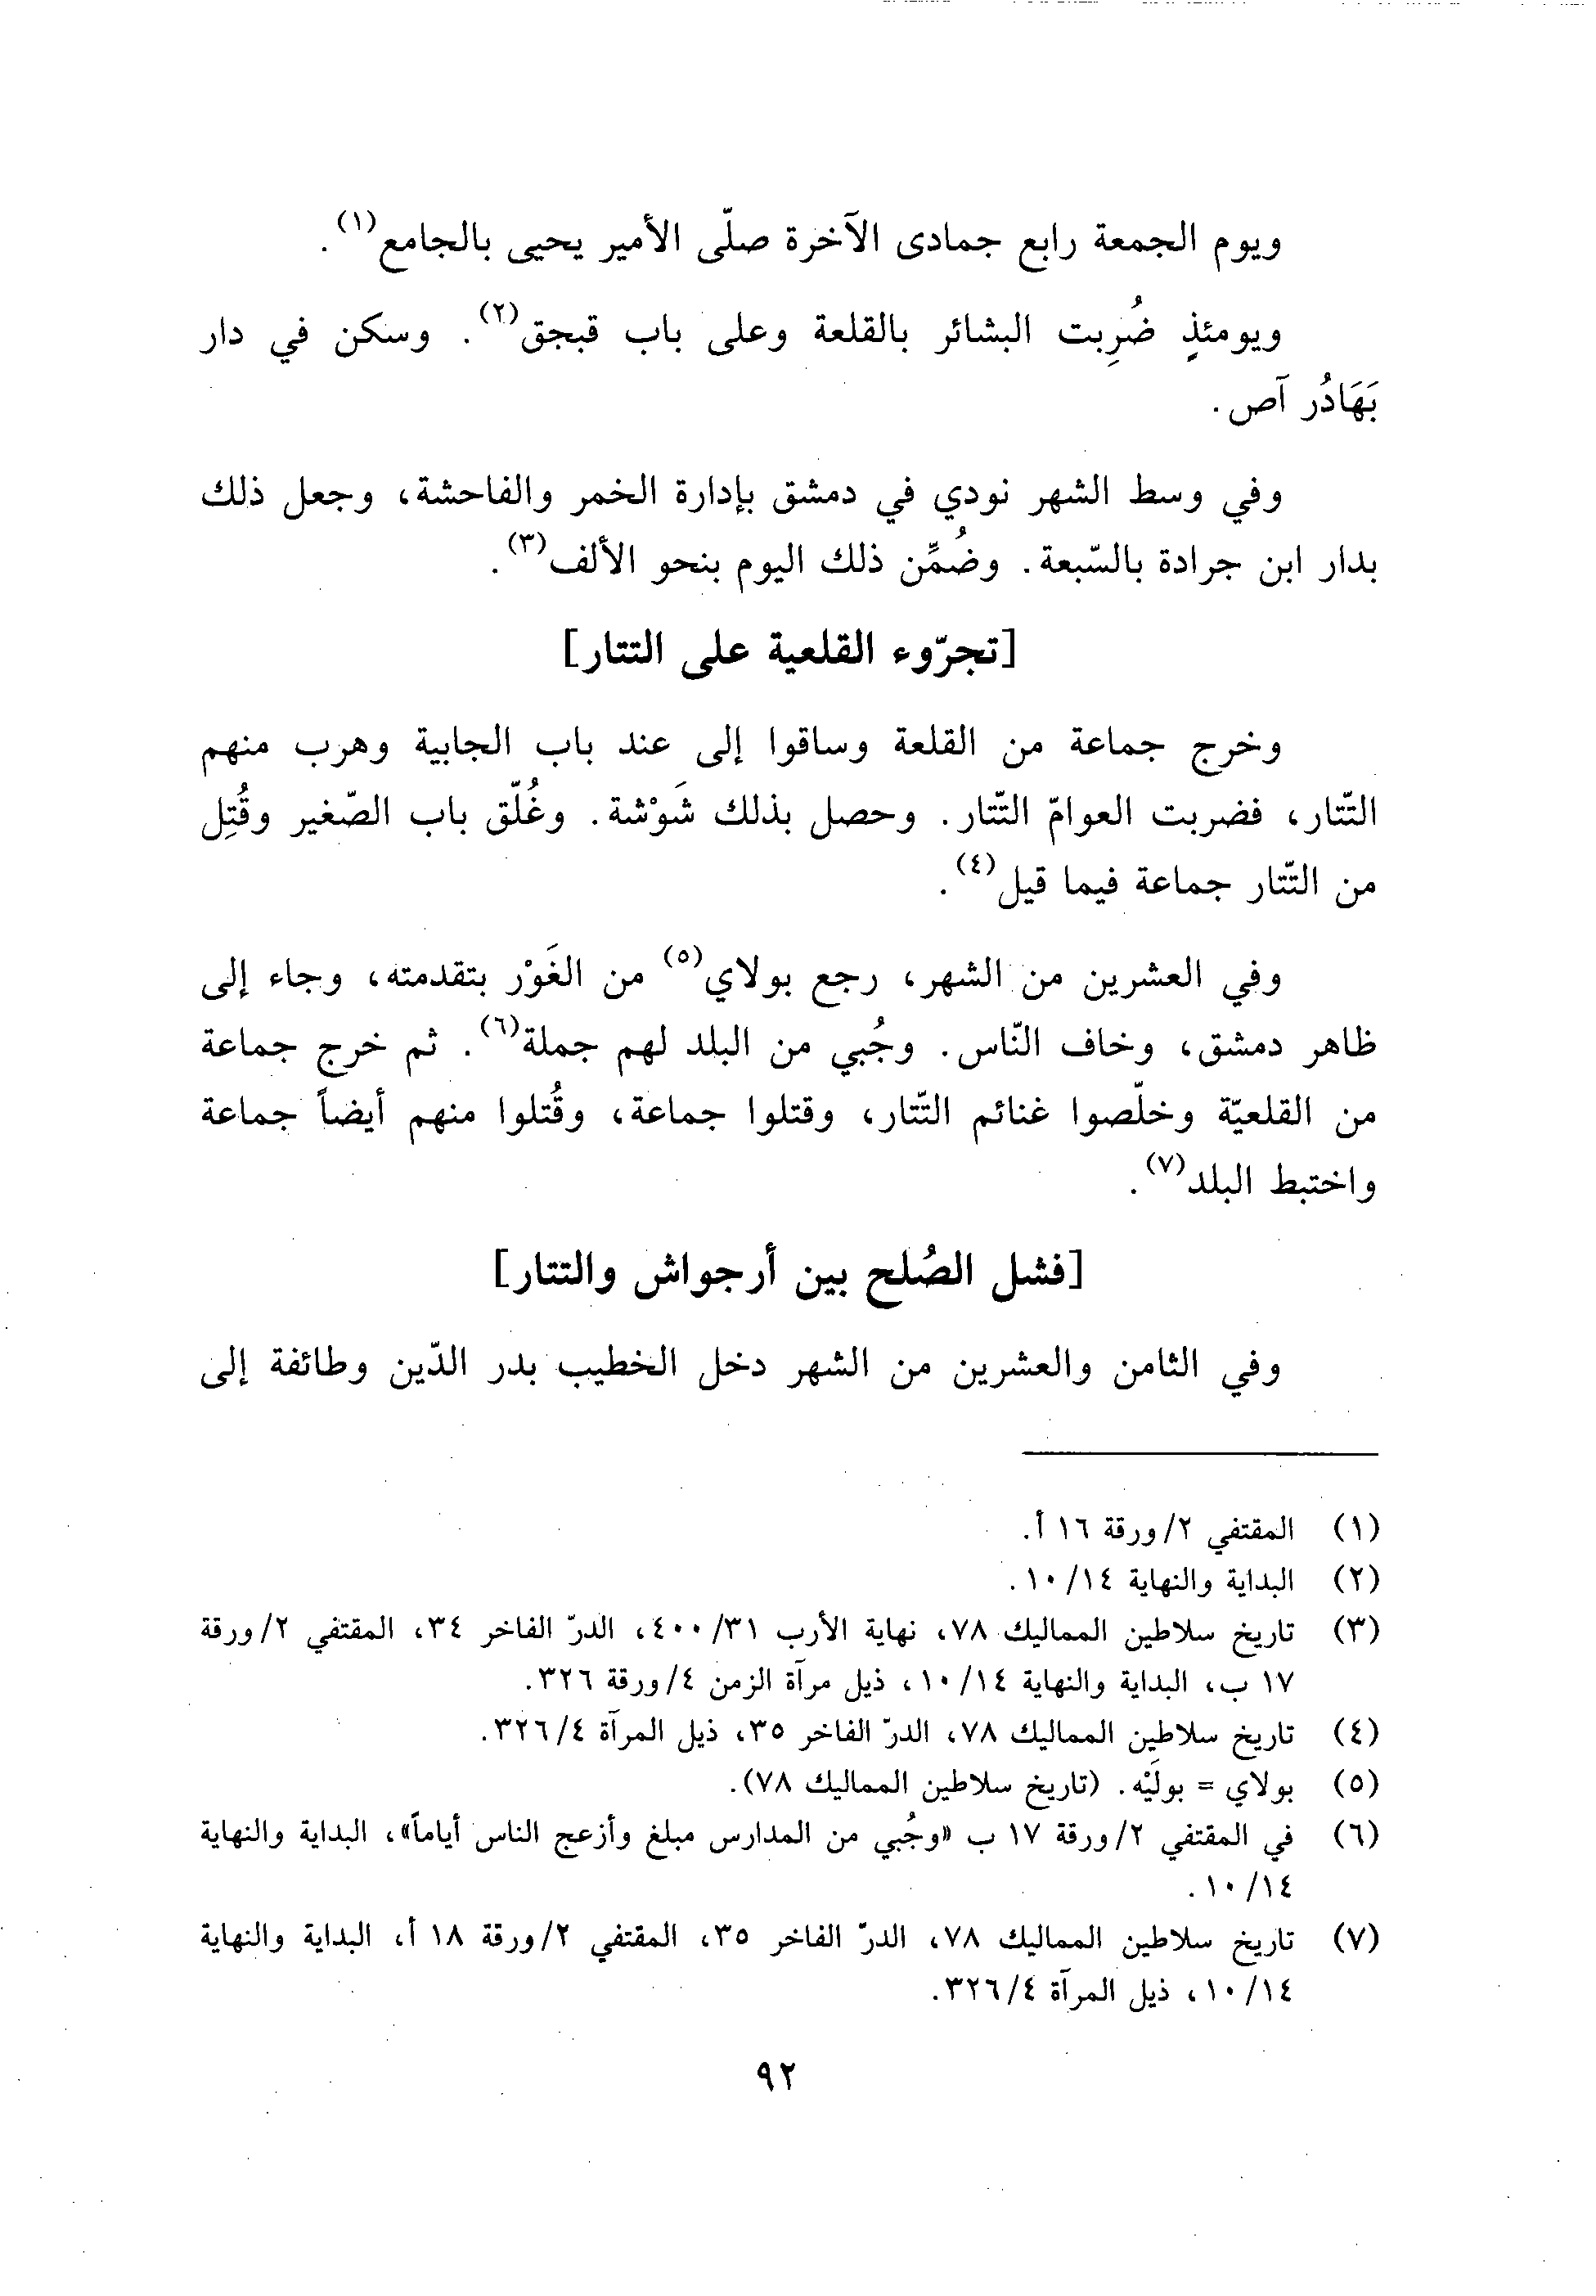 ويوم الجمعة رابع جمادى الآخرة صلّى الأمير يحيى بالجامع(١).
ويومئذٍ ضُرِبت البشائر بالقلعة وعلى باب قبجق(٢). وسكن في دار
بَهَادُر آص.
وفي وسط الشهر نودي في دمشق بإدارة الخمر والفاحشة، وجعل ذلك
بدار ابن جرادة بالسّبعة. وضُمِّن ذلك اليوم بنحو الألف(٣).
[تجرّوء القلعية على التتار]
وخرج جماعة من القلعة وساقوا إلى عند باب الجابية وهرب منهم
التّتار، فضربت العوامّ التّتار. وحصل بذلك شَوْشة. وغُلّق باب الصّغير وقُتِل
من التّتار جماعة فيما قيل(٤).
وفي العشرين من الشهر، رجع بولاي(٥) من الغَوْر بتقدمته، وجاء إلى
ظاهر دمشق، وخاف النّاس. وجُبي من البلد لهم جملة(٦). ثم خرج جماعة
من القلعيّة وخلّصوا غنائم التّتار، وقتلوا جماعة، وقُتلوا منهم أيضاً جماعة
واختبط البلد(٧).
[فشل الصُلح بين أرجواش والتتار]
وفي الثامن والعشرين من الشهر دخل الخطيب بدر الدّين وطائفة إلى
(١) المقتفي ٢/ورقة ١٦ أ.
(٢) البداية والنهاية ١٠/١٤.
(٣) تاريخ سلاطين المماليك ٧٨، نهاية الأرب ٤٠٠/٣١، الدرّ الفاخر ٣٤، المقتفي ٢/ورقة
١٧ ب، البداية والنهاية ١٠/١٤، ذيل مرآة الزمن ٤/ورقة ٣٢٦.
(٤) تاريخ سلاطين المماليك ٧٨، الدرّ الفاخر ٣٥، ذيل المرآة ٣٢٦/٤.
(٥) بولاي = بولَيْه. (تاريخ سلاطين المماليك ٧٨).
(٦) في المقتفي ٢/ورقة ١٧ ب «وجُبي من المدارس مبلغ وأزعج الناس أياماً»، البداية والنهاية
١٠/١٤.
(٧) تاريخ سلاطين المماليك ٧٨، الدرّ الفاخر ٣٥، المقتفي ٢/ورقة ١٨ أ، البداية والنهاية
١٠/١٤، ذيل المرآة ٣٢٦/٤.
٩٢